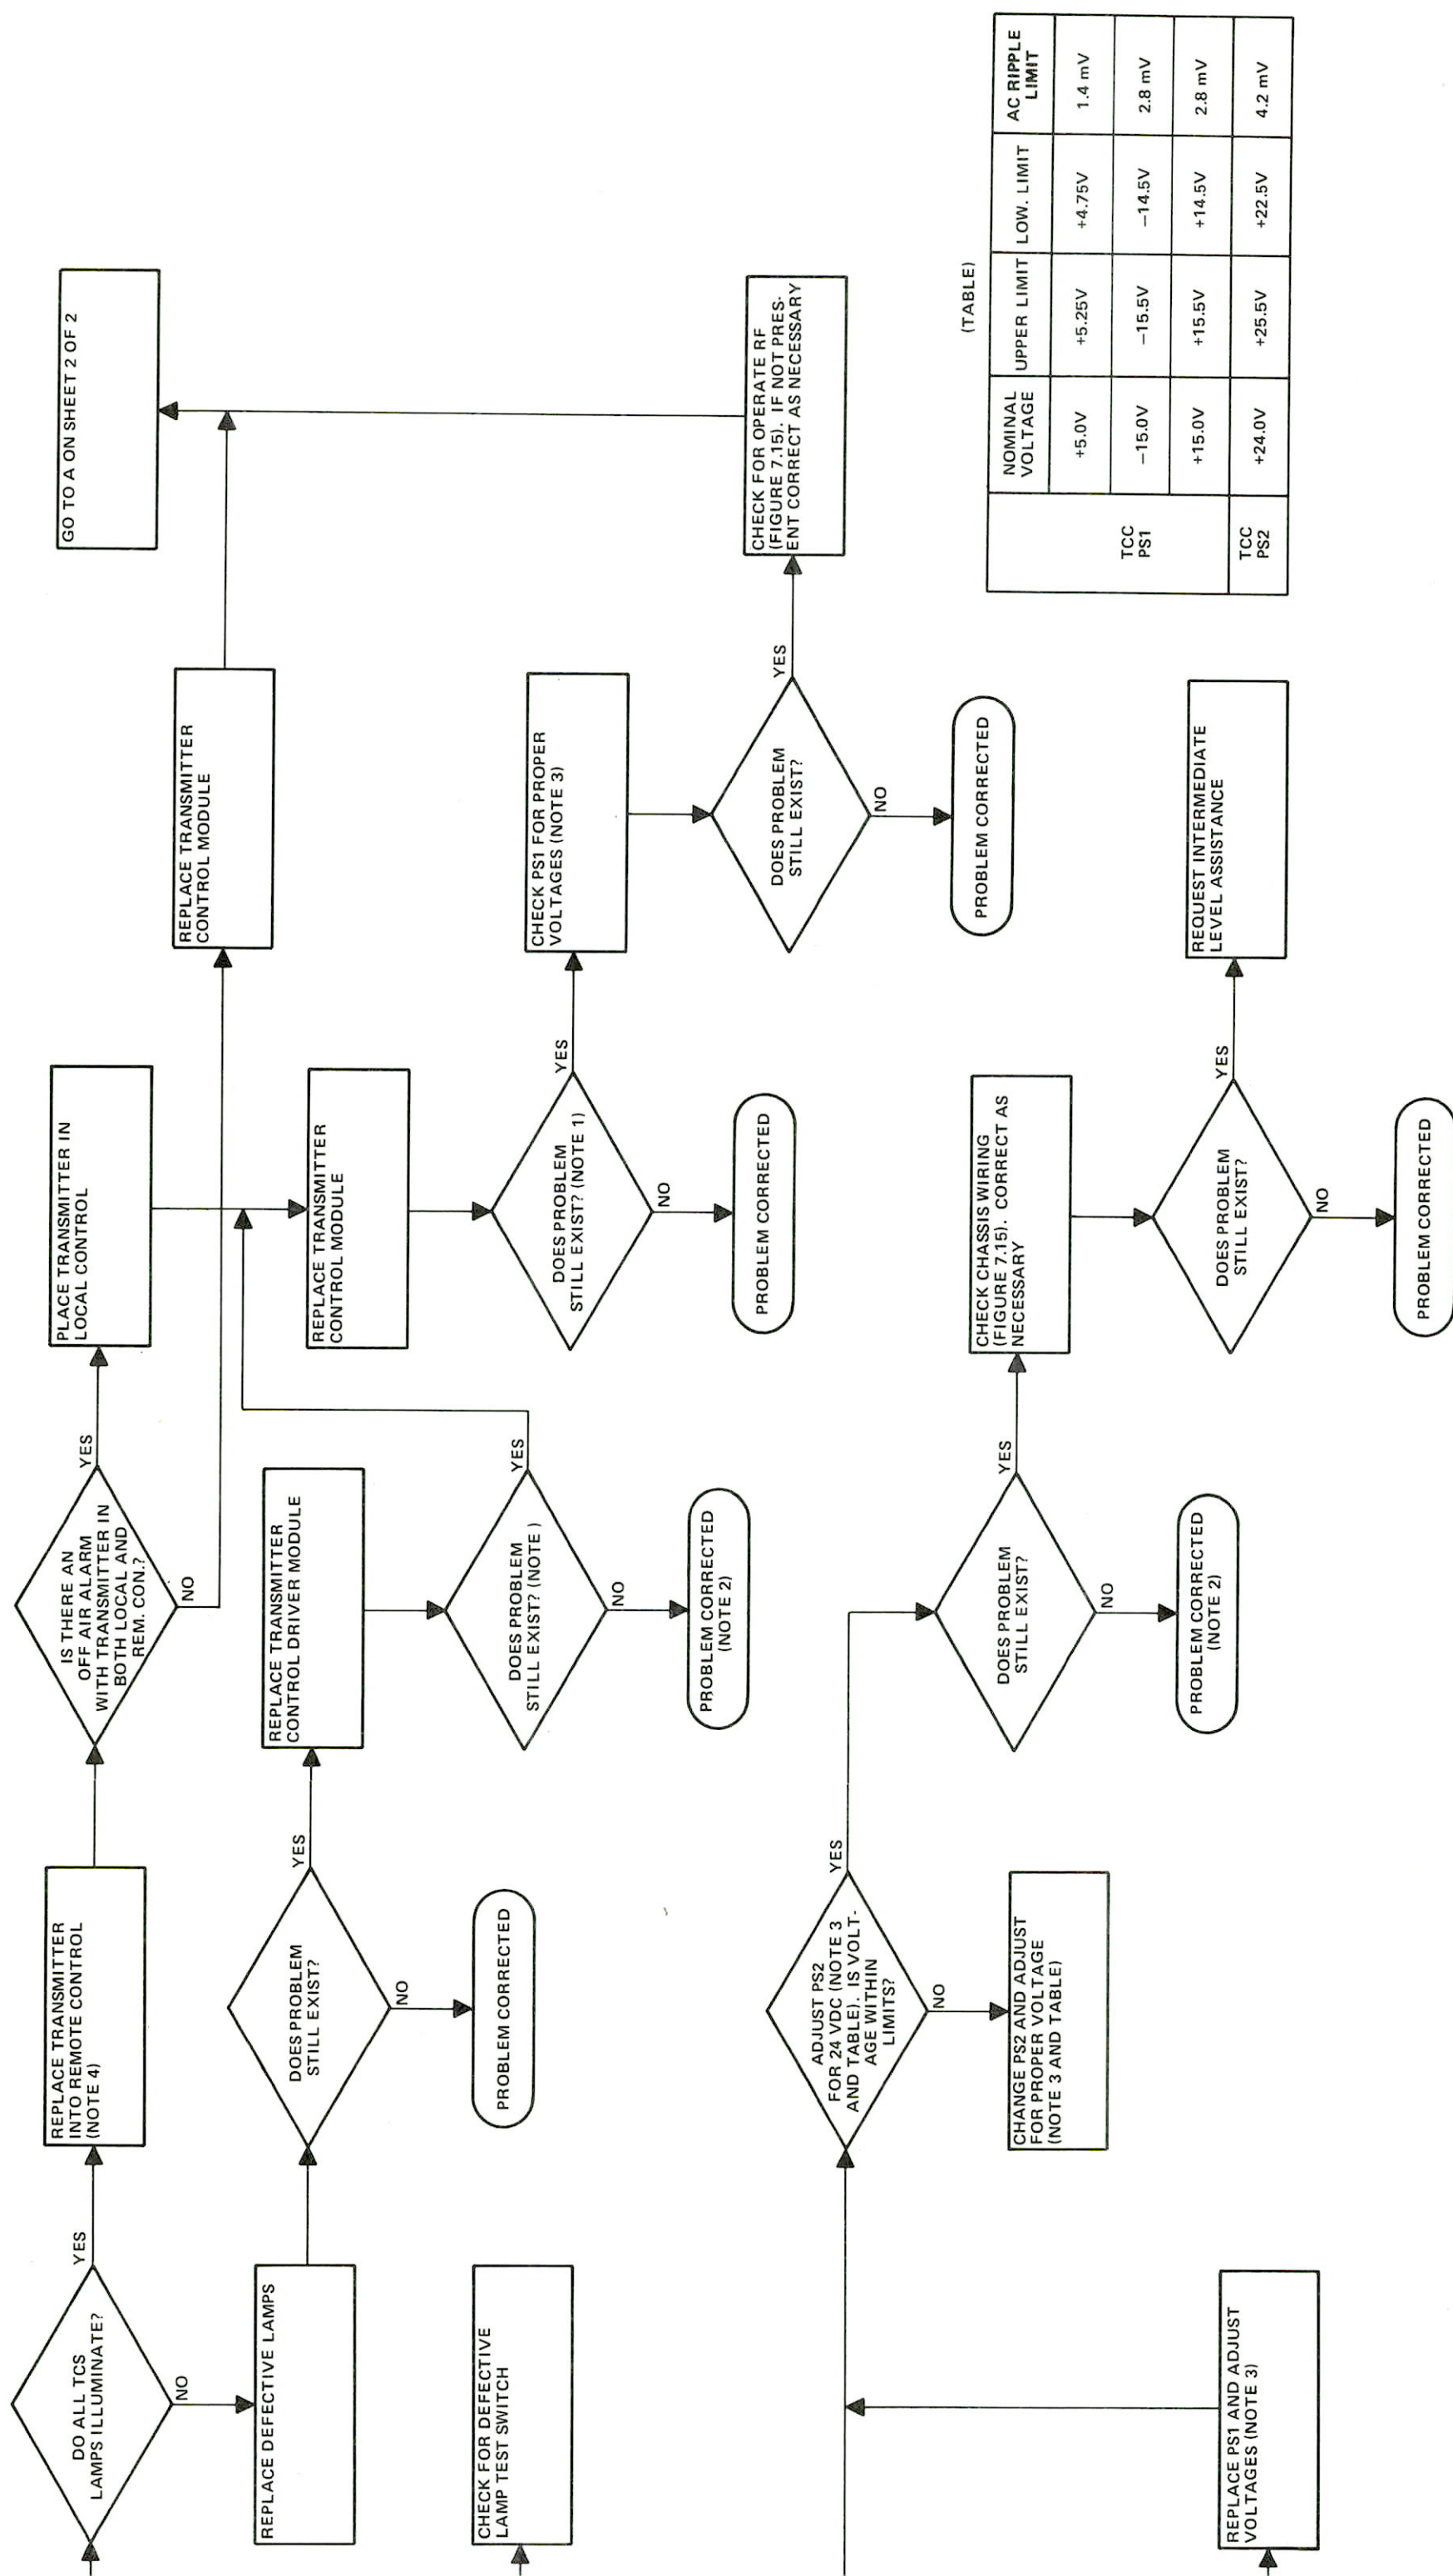 DO ALL TCS
LAMPS ILLUMINATE?
YES
NO
REPLACE TRANSMITTER
INTO REMOTE CONTROL
(NOTE 4)
IS THERE AN
OFF AIR ALARM
WITH TRANSMITTER IN
BOTH LOCAL AND
REM. CON.?
YES
NO
PLACE TRANSMITTER IN
LOCAL CONTROL
REPLACE TRANSMITTER
CONTROL MODULE
GO TO A ON SHEET 2 OF 2
REPLACE DEFECTIVE LAMPS
DOES PROBLEM
STILL EXIST?
YES
NO
PROBLEM CORRECTED
REPLACE TRANSMITTER
CONTROL DRIVER MODULE
DOES PROBLEM
STILL EXIST? (NOTE )
YES
NO
PROBLEM CORRECTED
(NOTE 2)
REPLACE TRANSMITTER
CONTROL MODULE
DOES PROBLEM
STILL EXIST? (NOTE 1)
YES
NO
PROBLEM CORRECTED
CHECK PS1 FOR PROPER
VOLTAGES (NOTE 3)
DOES PROBLEM
STILL EXIST?
YES
NO
PROBLEM CORRECTED
CHECK FOR OPERATE RF
(FIGURE 7.15). IF NOT PRES-
ENT CORRECT AS NECESSARY
CHECK FOR DEFECTIVE
LAMP TEST SWITCH
ADJUST PS2
FOR 24 VDC (NOTE 3
AND TABLE). IS VOLT-
AGE WITHIN
LIMITS?
YES
NO
CHANGE PS2 AND ADJUST
FOR PROPER VOLTAGE
(NOTE 3 AND TABLE)
DOES PROBLEM
STILL EXIST?
YES
NO
PROBLEM CORRECTED
(NOTE 2)
CHECK CHASSIS WIRING
(FIGURE 7.15). CORRECT AS
NECESSARY
DOES PROBLEM
STILL EXIST?
YES
NO
PROBLEM CORRECTED
REQUEST INTERMEDIATE
LEVEL ASSISTANCE
REPLACE PS1 AND ADJUST
VOLTAGES (NOTE 3)
(TABLE)
NOMINAL VOLTAGE UPPER LIMIT LOW. LIMIT AC RIPPLE LIMIT
TCC PS1 +5.0V +5.25V +4.75V 1.4 mV
−15.0V −15.5V −14.5V 2.8 mV
+15.0V +15.5V +14.5V 2.8 mV
TCC PS2 +24.0V +25.5V +22.5V 4.2 mV